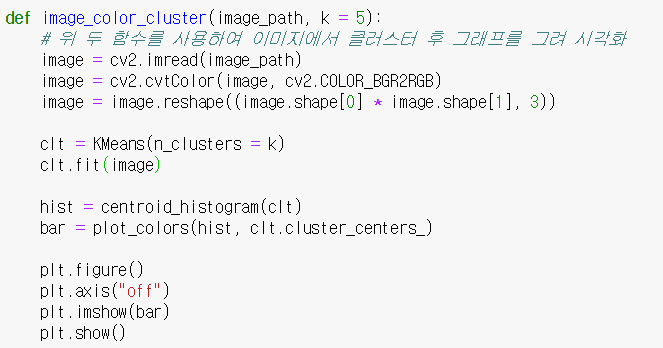 def image_color_cluster(image_path, k = 5):
    # 위 두 함수를 사용하여 이미지에서 클러스터 후 그래프를 그려 시각화
    image = cv2.imread(image_path)
    image = cv2.cvtColor(image, cv2.COLOR_BGR2RGB)
    image = image.reshape((image.shape[0] * image.shape[1], 3))

    clt = KMeans(n_clusters = k)
    clt.fit(image)

    hist = centroid_histogram(clt)
    bar = plot_colors(hist, clt.cluster_centers_)

    plt.figure()
    plt.axis("off")
    plt.imshow(bar)
    plt.show()